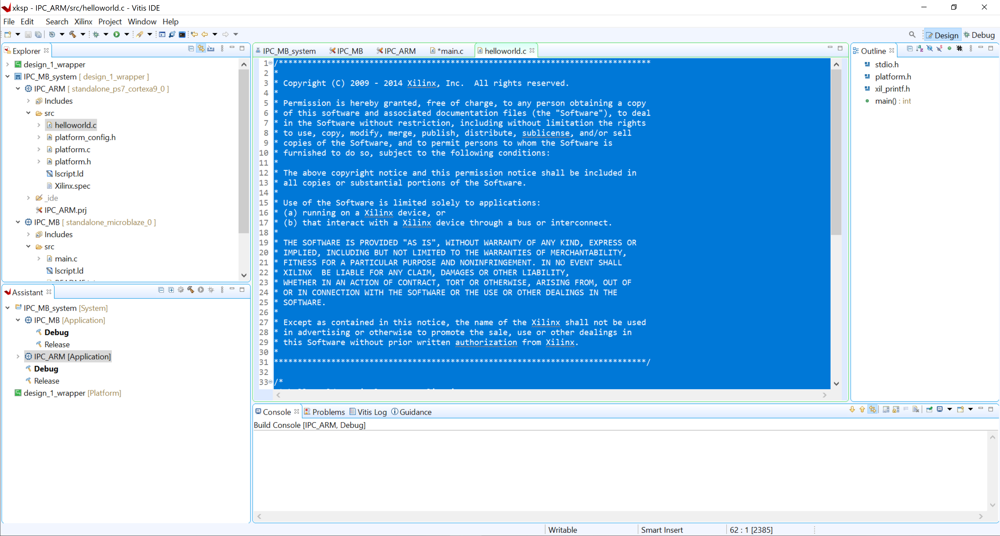 xksp - IPC_ARM/src/helloworld.c - Vitis IDE
File Edit Search Xilinx Project Window Help
Design Debug
Explorer
design_1_wrapper
IPC_MB_system [ design_1_wrapper ]
IPC_ARM [ standalone_ps7_cortexa9_0 ]
Includes
src
helloworld.c
platform_config.h
platform.c
platform.h
lscript.ld
Xilinx.spec
_ide
IPC_ARM.prj
IPC_MB [ standalone_microblaze_0 ]
Includes
src
main.c
lscript.ld
Assistant
IPC_MB_system [System]
IPC_MB [Application]
Debug
Release
IPC_ARM [Application]
Debug
Release
design_1_wrapper [Platform]
IPC_MB_system IPC_MB IPC_ARM *main.c helloworld.c
1 /******************************************************************************
2 *
3 * Copyright (C) 2009 - 2014 Xilinx, Inc.  All rights reserved.
4 *
5 * Permission is hereby granted, free of charge, to any person obtaining a copy
6 * of this software and associated documentation files (the "Software"), to deal
7 * in the Software without restriction, including without limitation the rights
8 * to use, copy, modify, merge, publish, distribute, sublicense, and/or sell
9 * copies of the Software, and to permit persons to whom the Software is
10 * furnished to do so, subject to the following conditions:
11 *
12 * The above copyright notice and this permission notice shall be included in
13 * all copies or substantial portions of the Software.
14 *
15 * Use of the Software is limited solely to applications:
16 * (a) running on a Xilinx device, or
17 * (b) that interact with a Xilinx device through a bus or interconnect.
18 *
19 * THE SOFTWARE IS PROVIDED "AS IS", WITHOUT WARRANTY OF ANY KIND, EXPRESS OR
20 * IMPLIED, INCLUDING BUT NOT LIMITED TO THE WARRANTIES OF MERCHANTABILITY,
21 * FITNESS FOR A PARTICULAR PURPOSE AND NONINFRINGEMENT. IN NO EVENT SHALL
22 * XILINX  BE LIABLE FOR ANY CLAIM, DAMAGES OR OTHER LIABILITY,
23 * WHETHER IN AN ACTION OF CONTRACT, TORT OR OTHERWISE, ARISING FROM, OUT OF
24 * OR IN CONNECTION WITH THE SOFTWARE OR THE USE OR OTHER DEALINGS IN THE
25 * SOFTWARE.
26 *
27 * Except as contained in this notice, the name of the Xilinx shall not be used
28 * in advertising or otherwise to promote the sale, use or other dealings in
29 * this Software without prior written authorization from Xilinx.
30 *
31 ******************************************************************************/
32
33 /*
Outline
stdio.h
platform.h
xil_printf.h
main() : int
Console Problems Vitis Log Guidance
Build Console [IPC_ARM, Debug]
Writable Smart Insert 62 : 1 [2385]